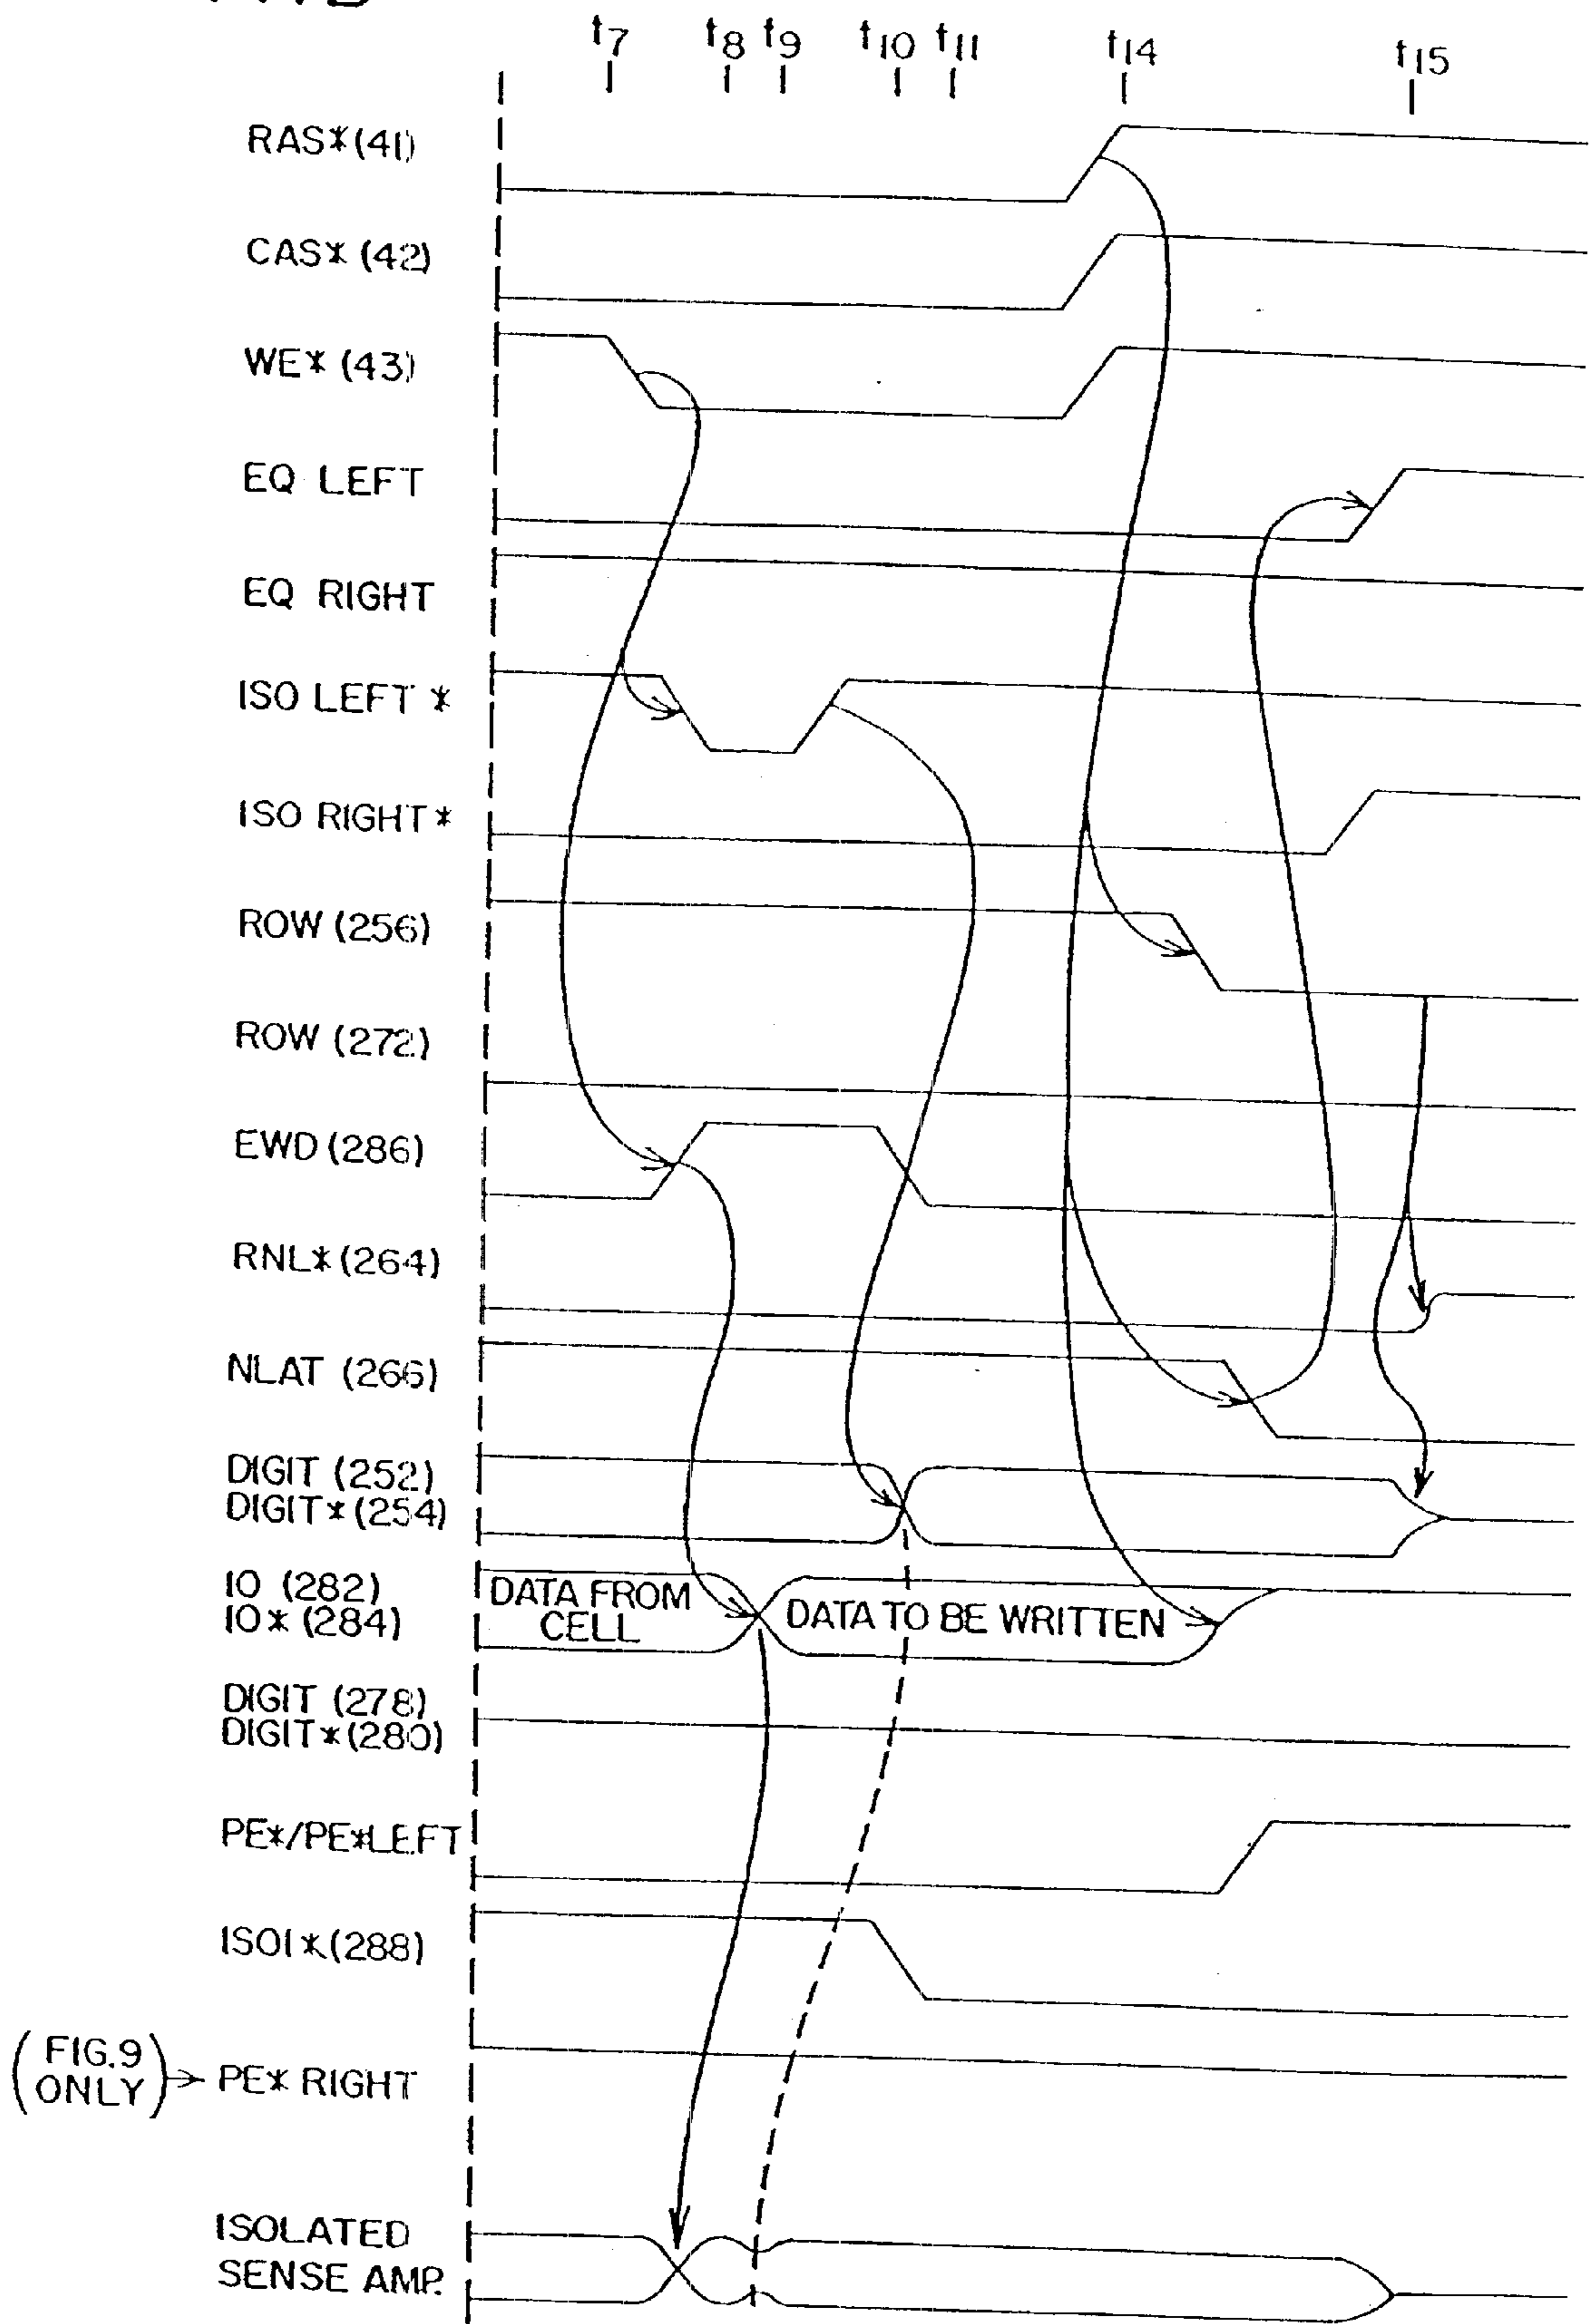 t7 t8 t9 t10 t11 t14 t15
RAS*(41)
CAS* (42)
WE* (43)
EQ LEFT
EQ RIGHT
ISO LEFT *
ISO RIGHT*
ROW (256)
ROW (272)
EWD (286)
RNL*(264)
NLAT (266)
DIGIT (252)
DIGIT*(254)
IO (282)
IO* (284)
DATA FROM
CELL
DATA TO BE WRITTEN
DIGIT (278)
DIGIT*(280)
PE*/PE*LEFT
ISOI*(288)
(FIG.9
ONLY)
PE* RIGHT
ISOLATED
SENSE AMP.